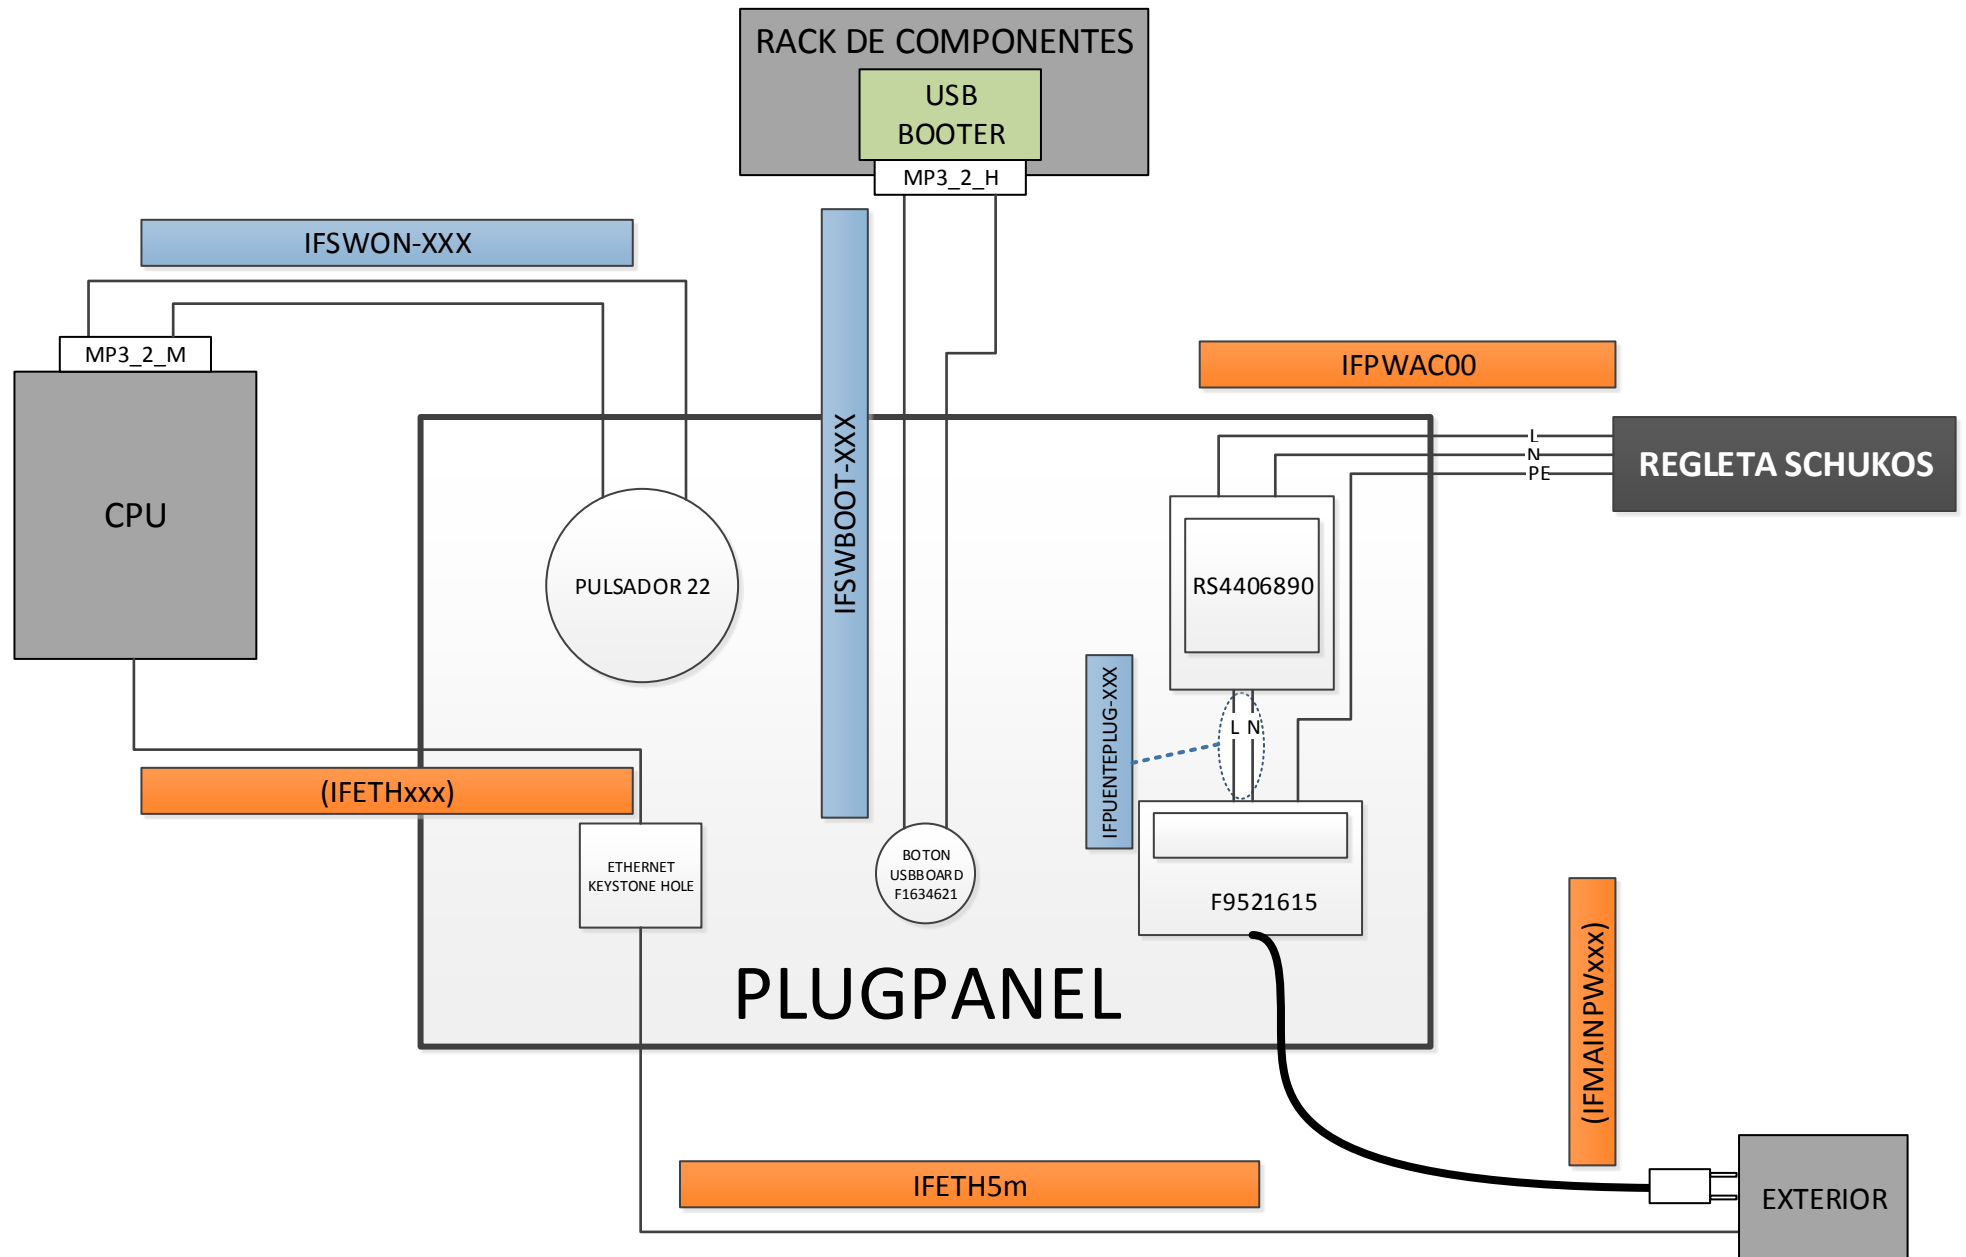 RACK DE COMPONENTES
USB
BOOTER
MP3_2_H
IFSWON-XXX
MP3_2_M
CPU
IFPWAC00
L
N
PE
REGLETA SCHUKOS
IFSWBOOT-XXX
PULSADOR 22
RS4406890
IFPUENTEPLUG-XXX
L N
(IFETHxxx)
ETHERNET
KEYSTONE HOLE
BOTON
USBBOARD
F1634621
F9521615
PLUGPANEL
(IFMAINPWxxx)
IFETH5m
EXTERIOR